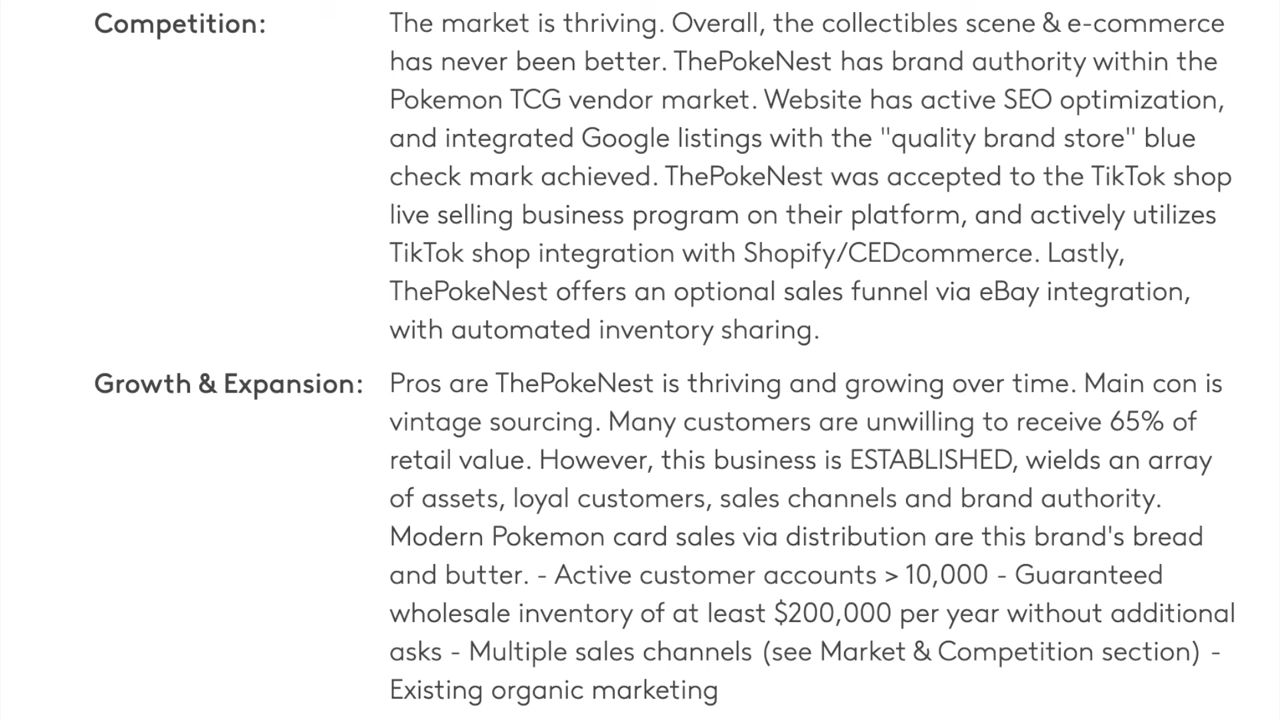 Competition: The market is thriving. Overall, the collectibles scene & e-commerce
has never been better. ThePokeNest has brand authority within the
Pokemon TCG vendor market. Website has active SEO optimization,
and integrated Google listings with the "quality brand store" blue
check mark achieved. ThePokeNest was accepted to the TikTok shop
live selling business program on their platform, and actively utilizes
TikTok shop integration with Shopify/CEDcommerce. Lastly,
ThePokeNest offers an optional sales funnel via eBay integration,
with automated inventory sharing.
Growth & Expansion: Pros are ThePokeNest is thriving and growing over time. Main con is
vintage sourcing. Many customers are unwilling to receive 65% of
retail value. However, this business is ESTABLISHED, wields an array
of assets, loyal customers, sales channels and brand authority.
Modern Pokemon card sales via distribution are this brand's bread
and butter. - Active customer accounts > 10,000 - Guaranteed
wholesale inventory of at least $200,000 per year without additional
asks - Multiple sales channels (see Market & Competition section) -
Existing organic marketing